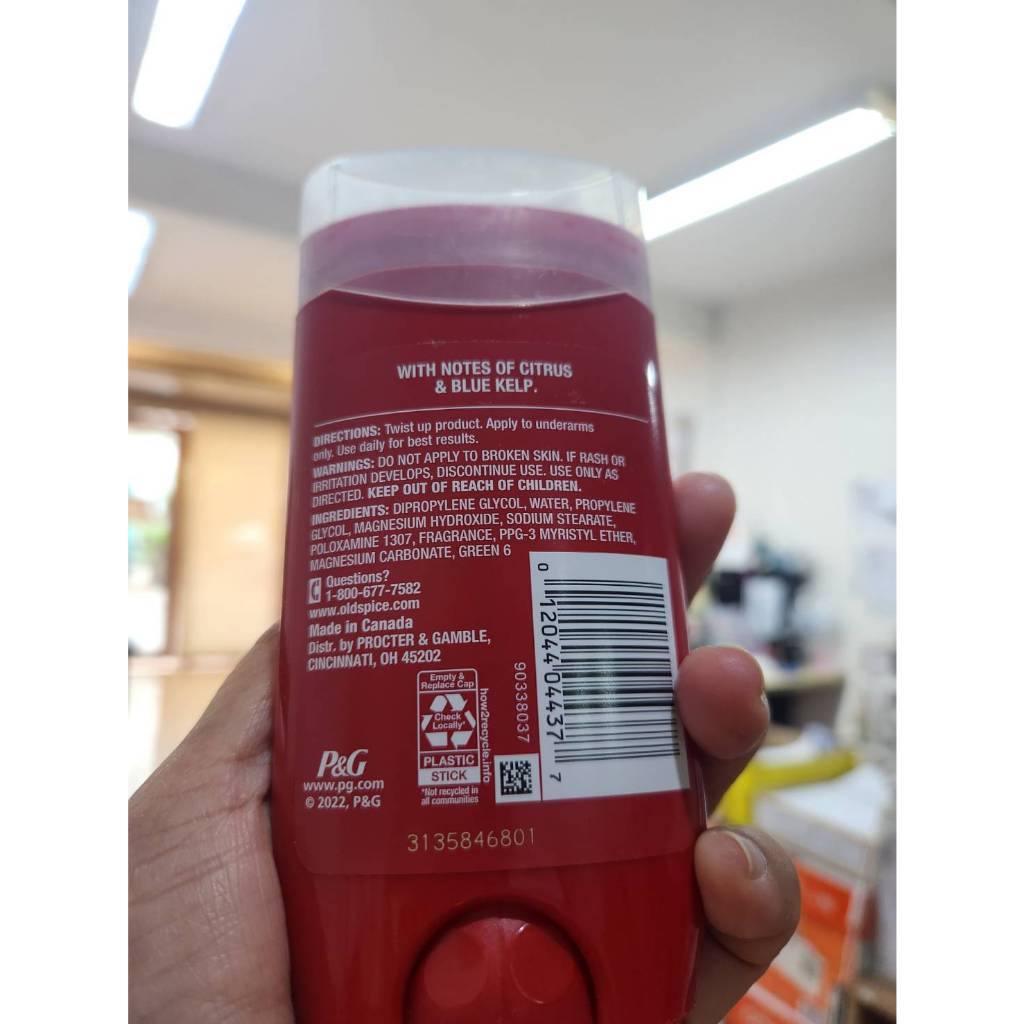 WITH NOTES OF CITRUS
& BLUE KELP.
DIRECTIONS: Twist up product. Apply to underarms
only. Use daily for best results.
WARNINGS: DO NOT APPLY TO BROKEN SKIN. IF RASH OR
IRRITATION DEVELOPS, DISCONTINUE USE. USE ONLY AS
DIRECTED. KEEP OUT OF REACH OF CHILDREN.
INGREDIENTS: DIPROPYLENE GLYCOL, WATER, PROPYLENE
GLYCOL, MAGNESIUM HYDROXIDE, SODIUM STEARATE,
POLOXAMINE 1307, FRAGRANCE, PPG-3 MYRISTYL ETHER,
MAGNESIUM CARBONATE, GREEN 6
Questions?
1-800-677-7582
www.oldspice.com
Made in Canada
Distr. by PROCTER & GAMBLE,
CINCINNATI, OH 45202
Empty &
Replace Cap
Check
Locally*
PLASTIC
STICK
*Not recycled in
all communities
how2recycle.info
90338037
0 12044 04437 7
P&G
www.pg.com
© 2022, P&G
3135846801